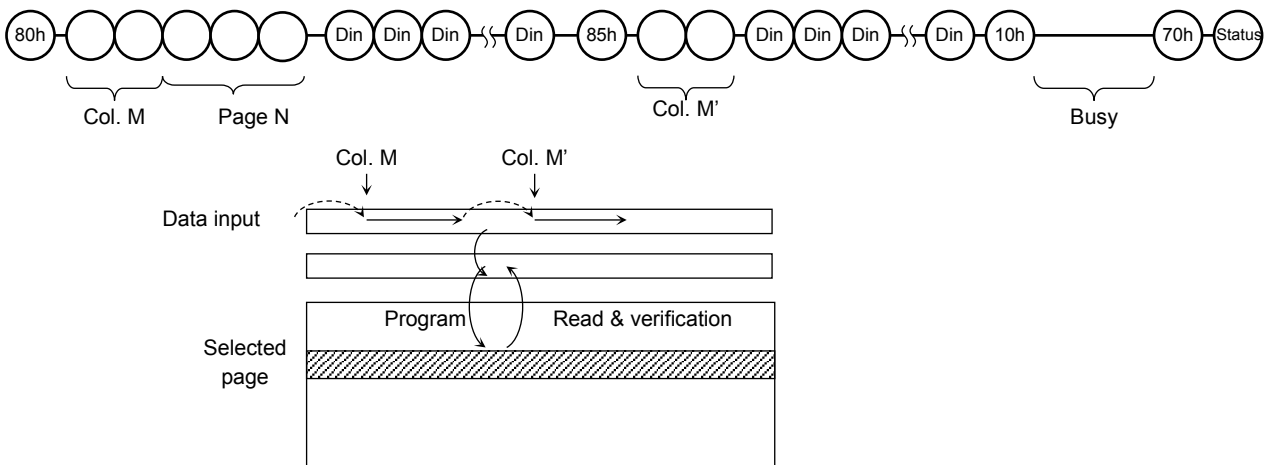 80h Din Din Din Din 85h Din Din Din Din 10h 70h Status
Col. M Page N Col. M’ Busy
Col. M Col. M’
Data input
Program Read & verification
Selected
page